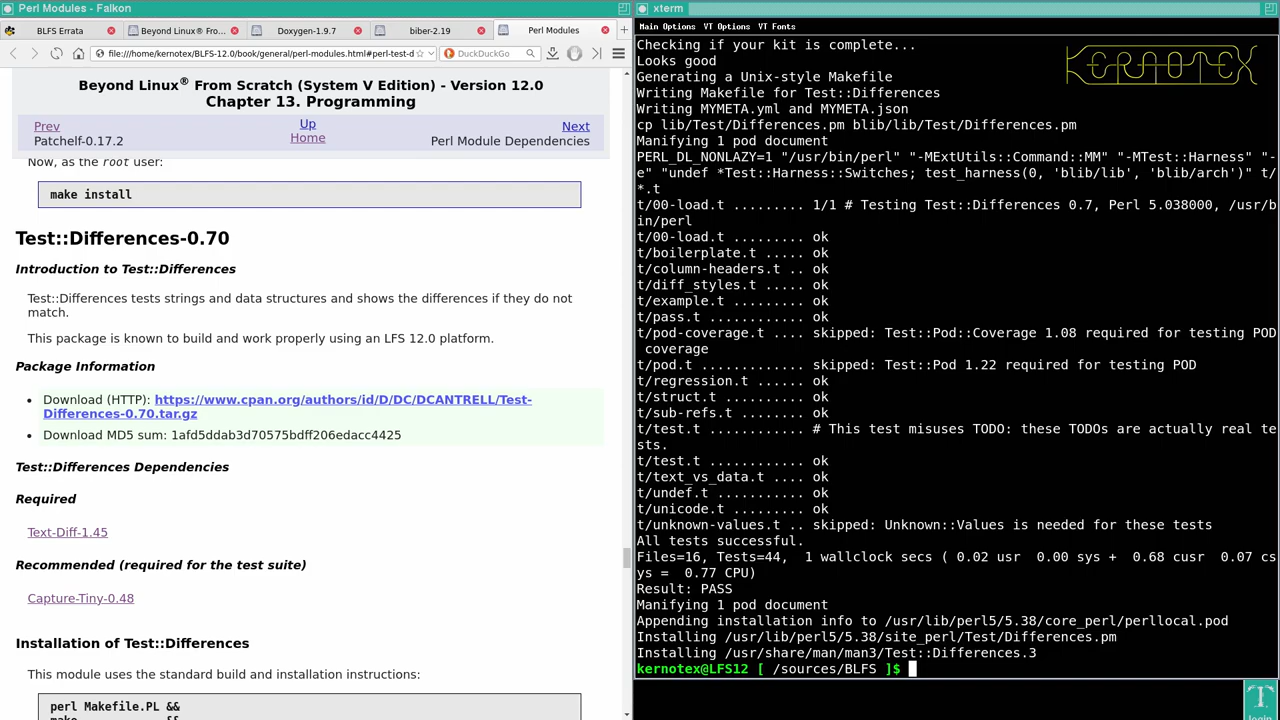 Perl Modules - Falkon
BLFS Errata
Beyond Linux® Fro...
Doxygen-1.9.7
biber-2.19
Perl Modules
file:///home/kernotex/BLFS-12.0/book/general/perl-modules.html#perl-test-d
DuckDuckGo
Beyond Linux® From Scratch (System V Edition) - Version 12.0
Chapter 13. Programming
Prev
Up
Next
Patchelf-0.17.2
Home
Perl Module Dependencies
Now, as the root user:
make install
Test::Differences-0.70
Introduction to Test::Differences
Test::Differences tests strings and data structures and shows the differences if they do not
match.
This package is known to build and work properly using an LFS 12.0 platform.
Package Information
• Download (HTTP): https://www.cpan.org/authors/id/D/DC/DCANTRELL/Test-
Differences-0.70.tar.gz
• Download MD5 sum: 1afd5ddab3d70575bdff206edacc4425
Test::Differences Dependencies
Required
Text-Diff-1.45
Recommended (required for the test suite)
Capture-Tiny-0.48
Installation of Test::Differences
This module uses the standard build and installation instructions:
perl Makefile.PL &&
make &&
xterm
Main Options VT Options VT Fonts
KERNOTEX
Checking if your kit is complete...
Looks good
Generating a Unix-style Makefile
Writing Makefile for Test::Differences
Writing MYMETA.yml and MYMETA.json
cp lib/Test/Differences.pm blib/lib/Test/Differences.pm
Manifying 1 pod document
PERL_DL_NONLAZY=1 "/usr/bin/perl" "-MExtUtils::Command::MM" "-MTest::Harness" "-
e" "undef *Test::Harness::Switches; test_harness(0, 'blib/lib', 'blib/arch')" t/
*.t
t/00-load.t ......... 1/1 # Testing Test::Differences 0.7, Perl 5.038000, /usr/b
in/perl
t/00-load.t ......... ok
t/boilerplate.t ..... ok
t/column-headers.t .. ok
t/diff_styles.t ..... ok
t/example.t ......... ok
t/pass.t ............ ok
t/pod-coverage.t .... skipped: Test::Pod::Coverage 1.08 required for testing POD
coverage
t/pod.t ............. skipped: Test::Pod 1.22 required for testing POD
t/regression.t ...... ok
t/struct.t .......... ok
t/sub-refs.t ........ ok
t/test.t ............ # This test misuses TODO: these TODOs are actually real te
sts.
t/test.t ............ ok
t/text_vs_data.t .... ok
t/undef.t ........... ok
t/unicode.t ......... ok
t/unknown-values.t .. skipped: Unknown::Values is needed for these tests
All tests successful.
Files=16, Tests=44,  1 wallclock secs ( 0.02 usr  0.00 sys +  0.68 cusr  0.07 cs
ys =  0.77 CPU)
Result: PASS
Manifying 1 pod document
Appending installation info to /usr/lib/perl5/5.38/core_perl/perllocal.pod
Installing /usr/lib/perl5/5.38/site_perl/Test/Differences.pm
Installing /usr/share/man/man3/Test::Differences.3
kernotex@LFS12 [ /sources/BLFS ]$
login